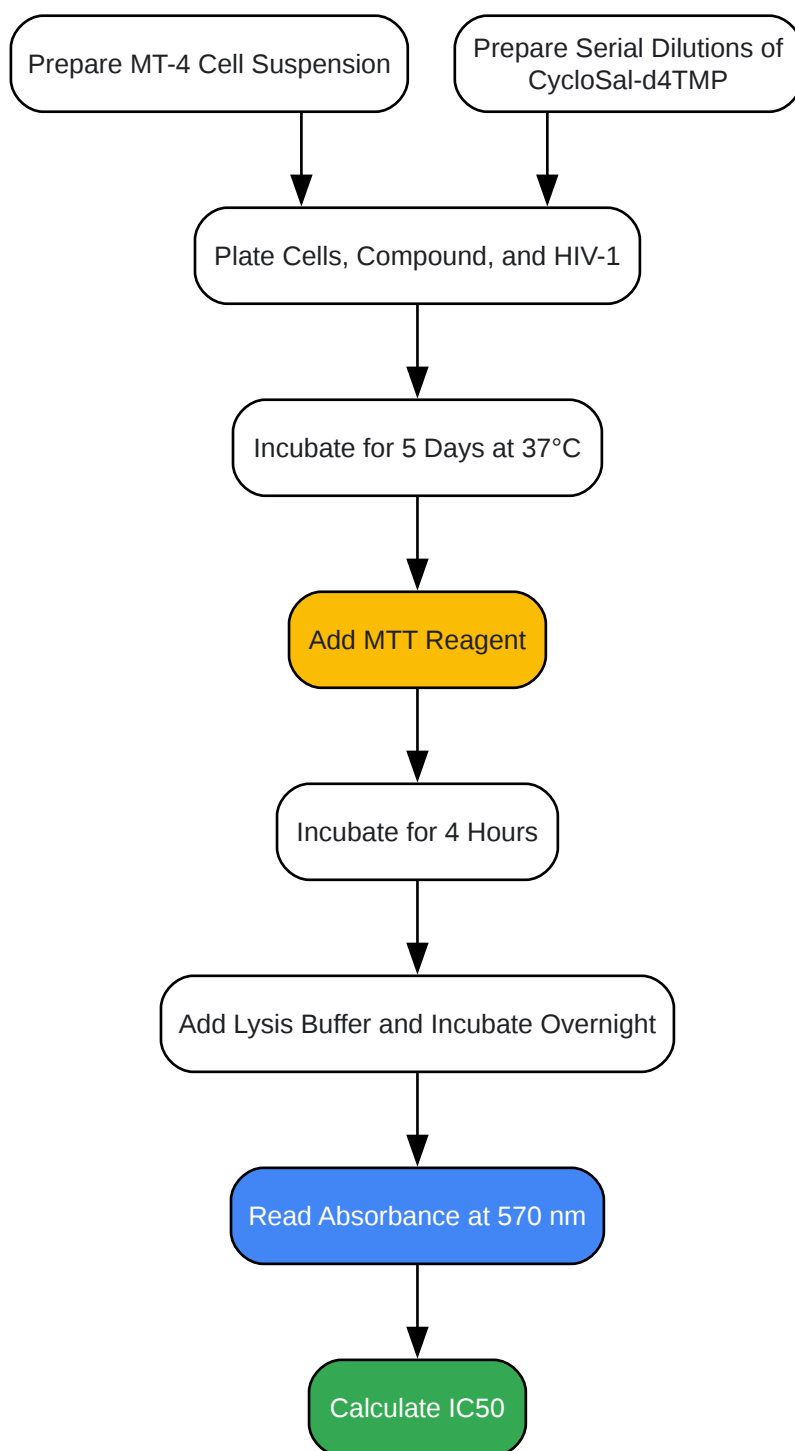 Prepare MT-4 Cell Suspension
Prepare Serial Dilutions of
CycloSal-d4TMP
Plate Cells, Compound, and HIV-1
Incubate for 5 Days at 37°C
Add MTT Reagent
Incubate for 4 Hours
Add Lysis Buffer and Incubate Overnight
Read Absorbance at 570 nm
Calculate IC50